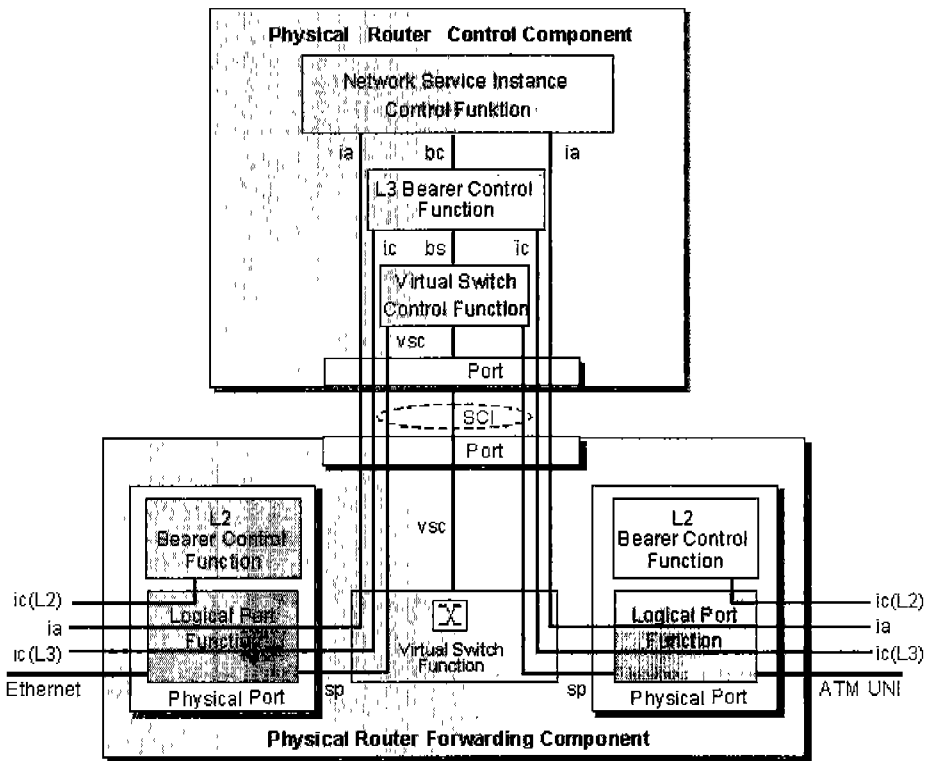 Physical Router Control Component
Network Service Instance
Control Funktion
ia bc ia
L3 Bearer Control
Function
ic bs ic
Virtual Switch
Control Function
vsc
Port
SCI
Port
L2
Bearer Control
Function
L2
Bearer Control
Function
vsc
ic(L2)
ia
ic(L3)
Ethernet
Logical Port
Function
Physical Port
sp
Virtual Switch
Function
sp
Logical Port
Function
Physical Port
ic(L2)
ia
ic(L3)
ATM UNI
Physical Router Forwarding Component